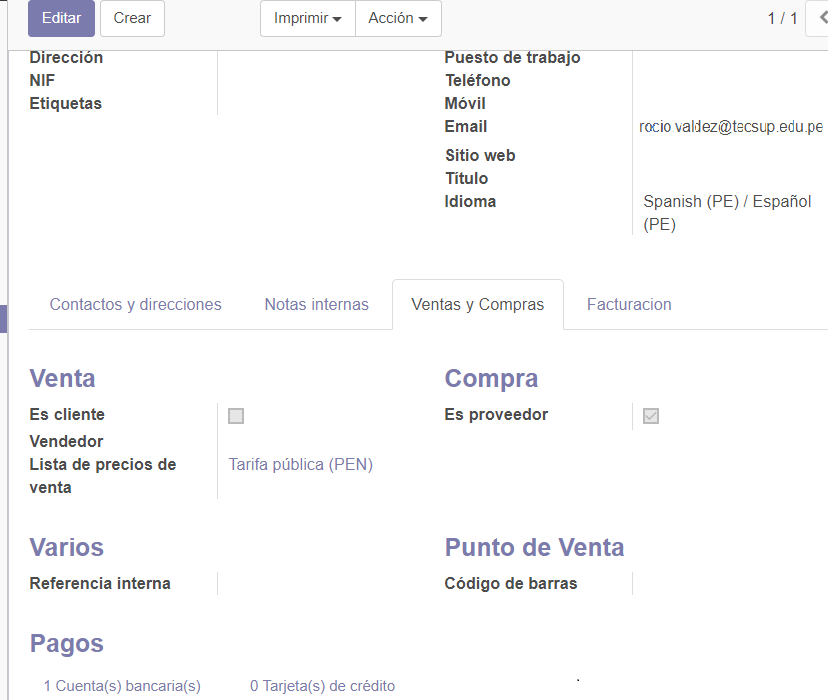 Editar Crear Imprimir Acción 1 / 1
Dirección
NIF
Etiquetas
Puesto de trabajo
Teléfono
Móvil
Email rocio.valdez@tecsup.edu.pe
Sitio web
Título
Idioma Spanish (PE) / Español
(PE)
Contactos y direcciones Notas internas Ventas y Compras Facturacion
Venta
Es cliente
Vendedor
Lista de precios de Tarifa pública (PEN)
venta
Compra
Es proveedor
Varios
Referencia interna
Punto de Venta
Código de barras
Pagos
1 Cuenta(s) bancaria(s) 0 Tarjeta(s) de crédito